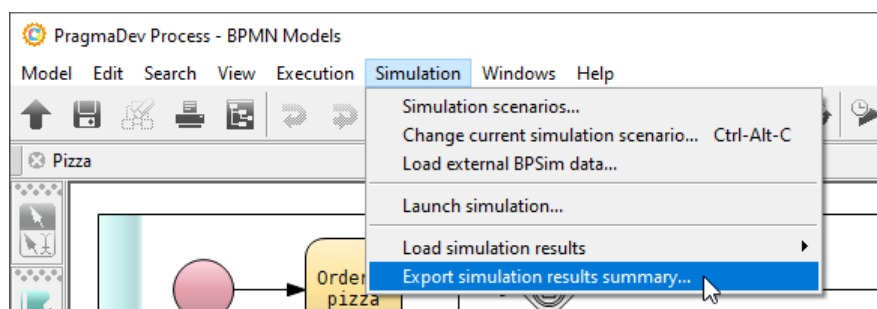 PragmaDev Process - BPMN Models
Model Edit Search View Execution Simulation Windows Help
Simulation scenarios...
Change current simulation scenario... Ctrl-Alt-C
Load external BPSim data...
Launch simulation...
Load simulation results
Export simulation results summary...
Pizza
Order
pizza